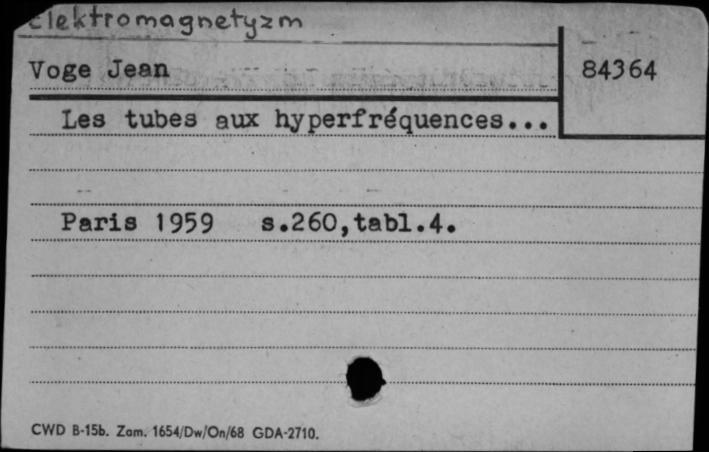 Elektromagnetyzm
Voge Jean
84364
Les tubes aux hyperfréquences...
Paris 1959 s.260,tabl.4.
CWD B-15b. Zam. 1654/Dw/On/68 GDA-2710.